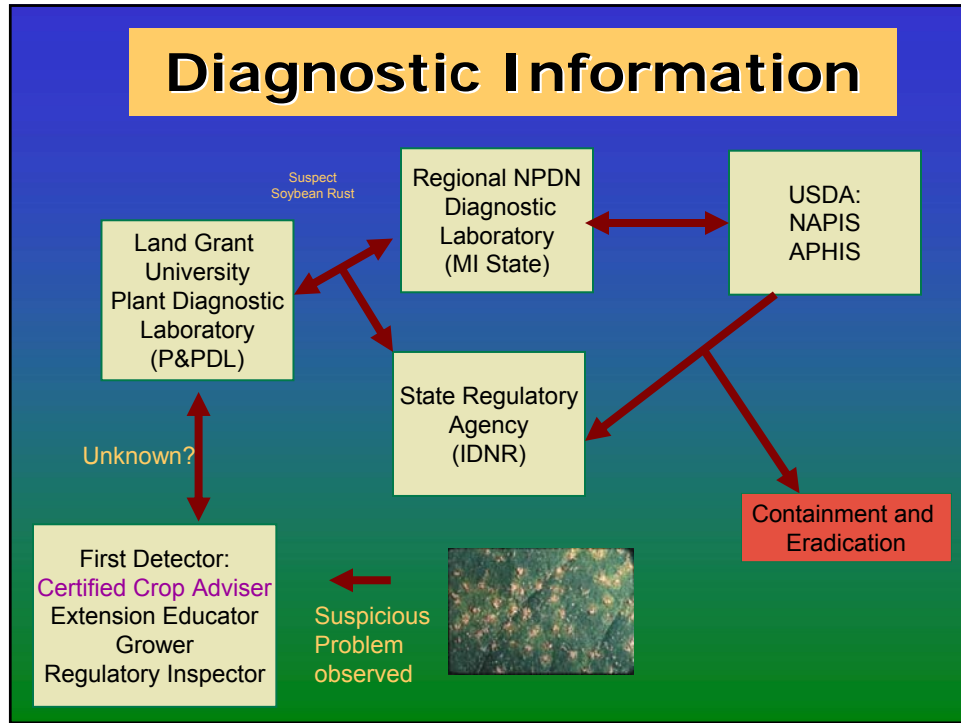 Diagnostic Information
Suspect
Soybean Rust
Regional NPDN
Diagnostic
Laboratory
(MI State)
USDA:
NAPIS
APHIS
Land Grant
University
Plant Diagnostic
Laboratory
(P&PDL)
State Regulatory
Agency
(IDNR)
Unknown?
Containment and
Eradication
First Detector:
Certified Crop Adviser
Extension Educator
Grower
Regulatory Inspector
Suspicious
Problem
observed